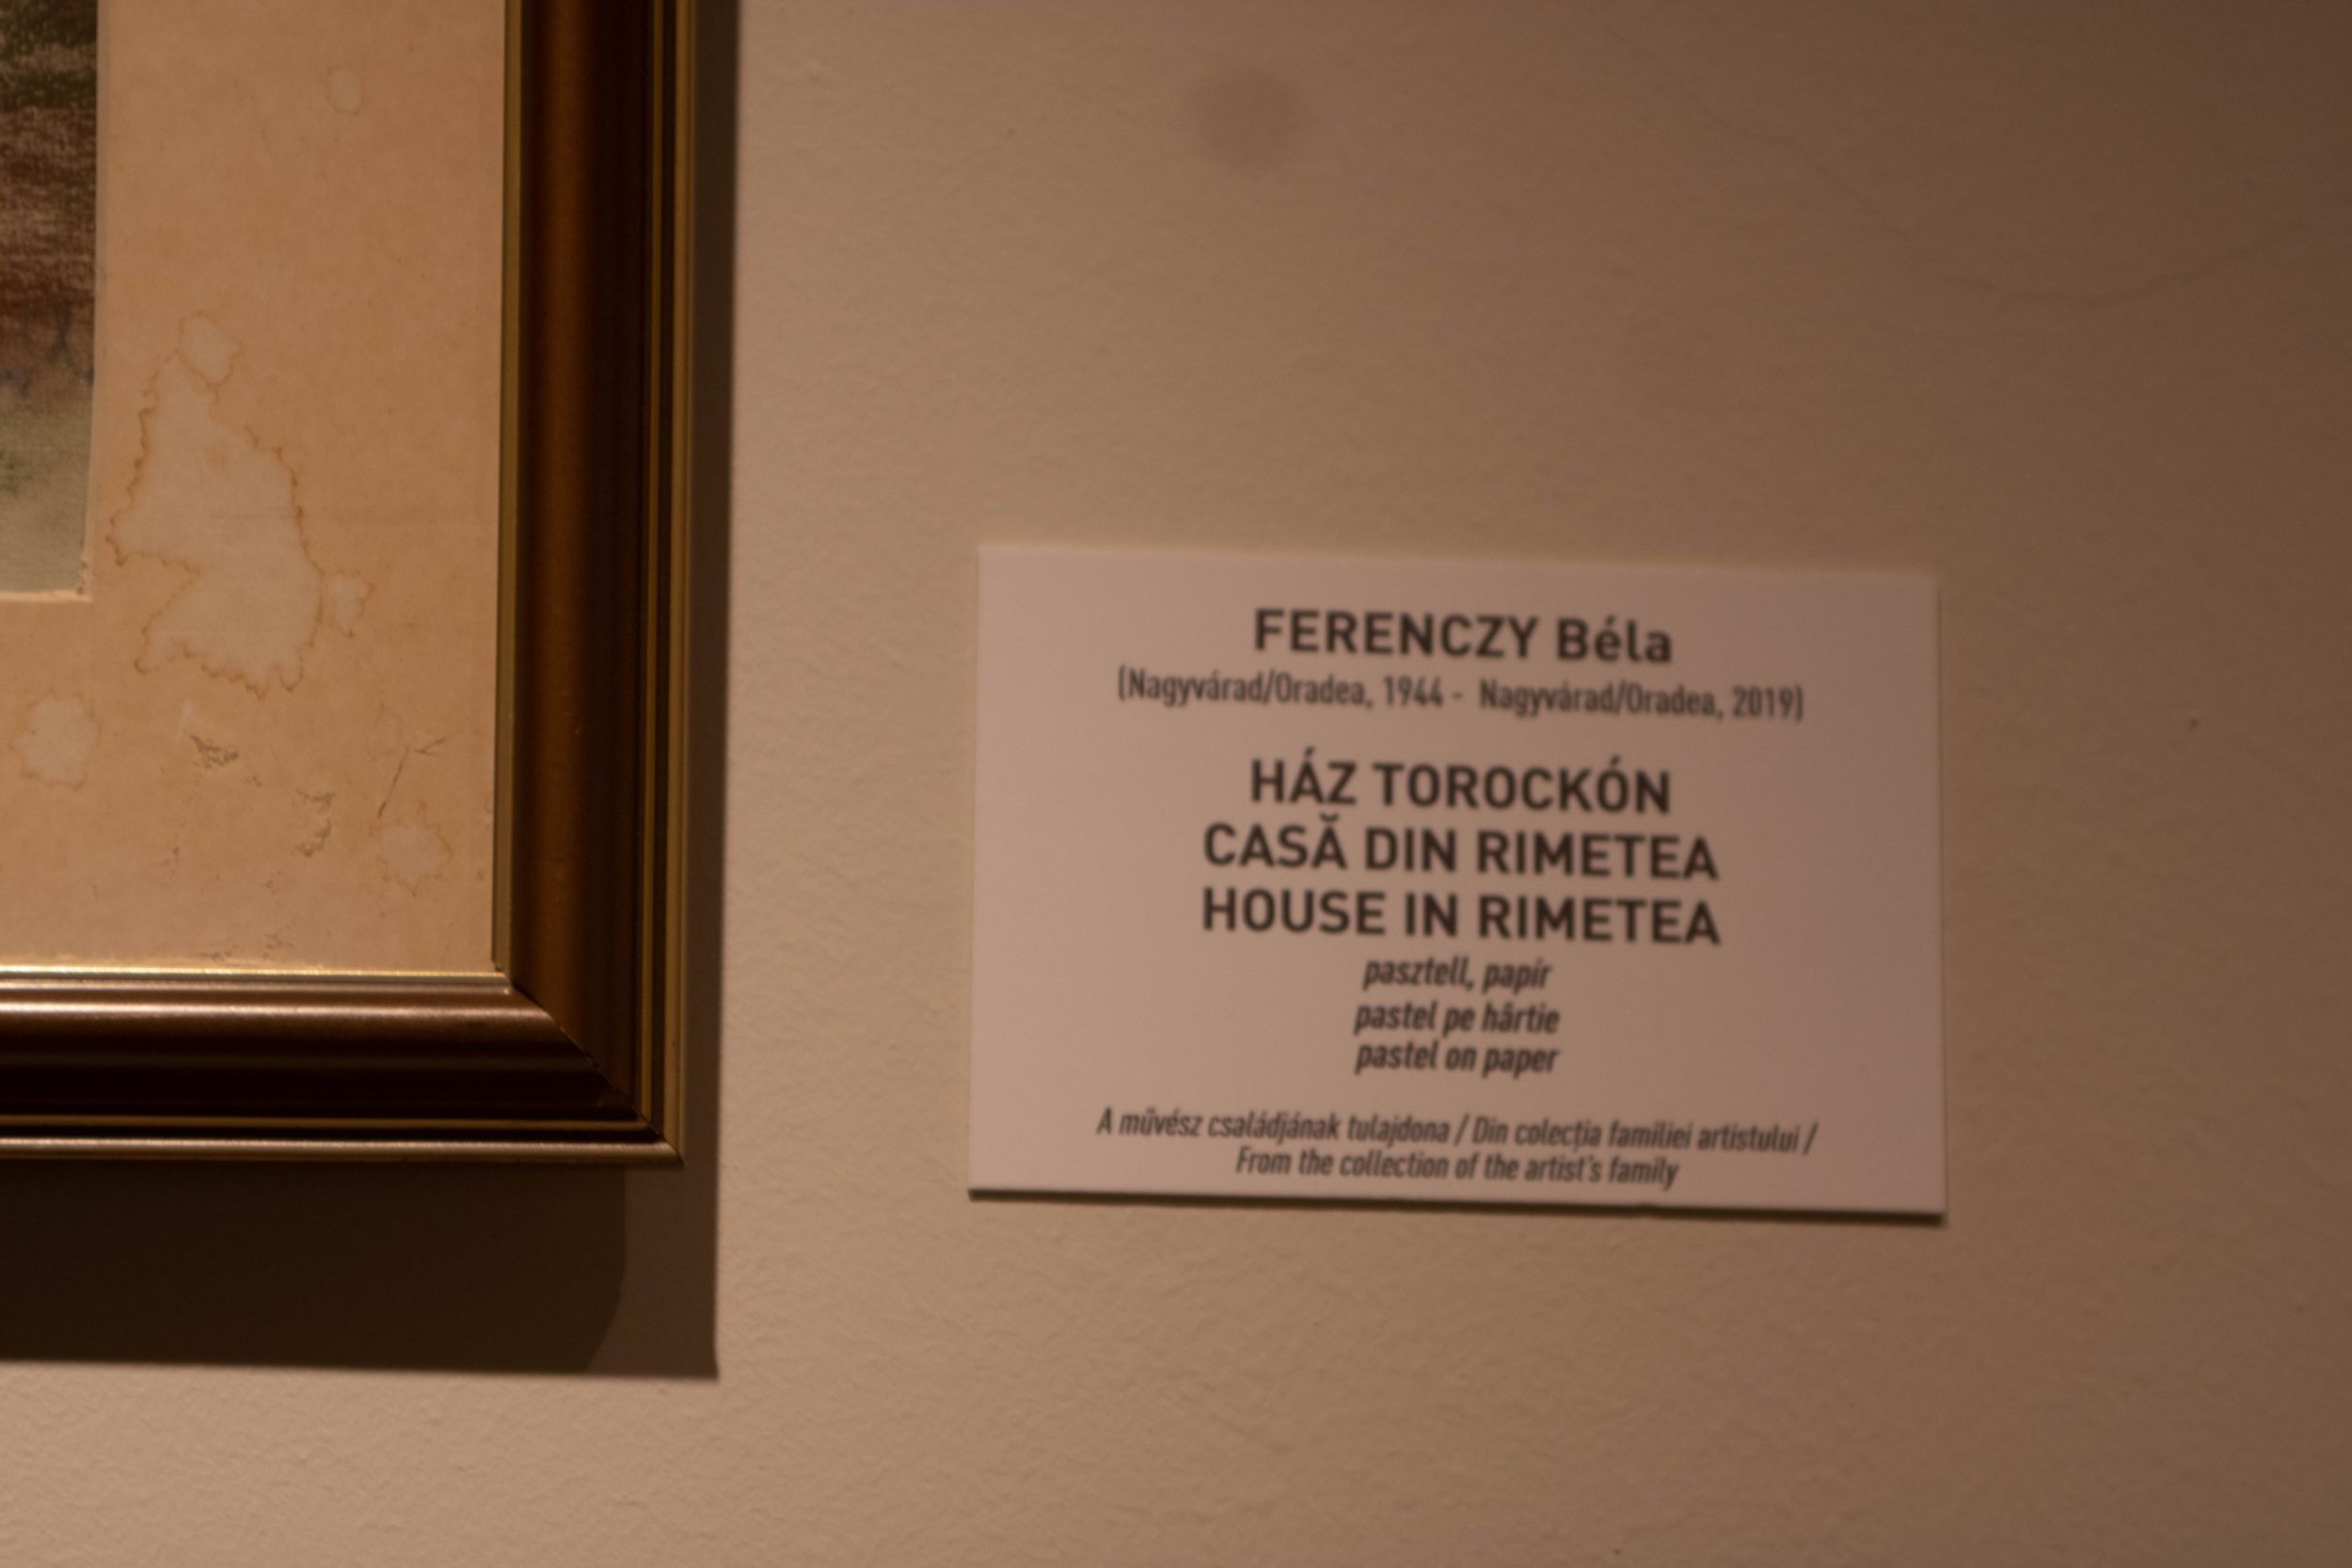 FERENCZY Béla
(Nagyvárad/Oradea, 1944 - Nagyvárad/Oradea, 2019)
HÁZ TOROCKÓN
CASĂ DIN RIMETEA
HOUSE IN RIMETEA
pasztell, papír
pastel pe hârtie
pastel on paper
A művész családjának tulajdona / Din colecția familiei artistului /
From the collection of the artist's family